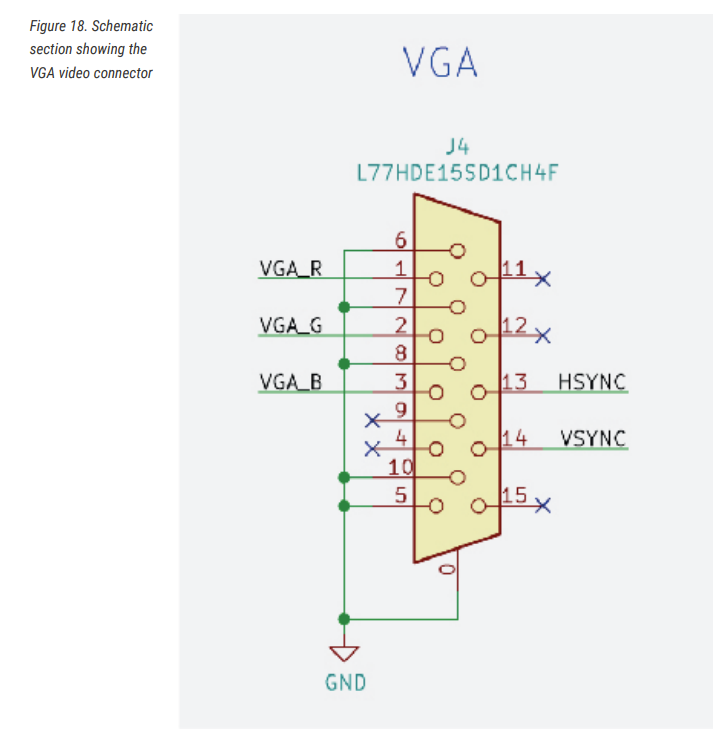 Figure 18. Schematic
section showing the
VGA video connector
VGA
J4
L77HDE15SD1CH4F
6
VGA_R 1 11
7
VGA_G 2 12
8
VGA_B 3 13 HSYNC
9
4 14 VSYNC
10
5 15
0
GND